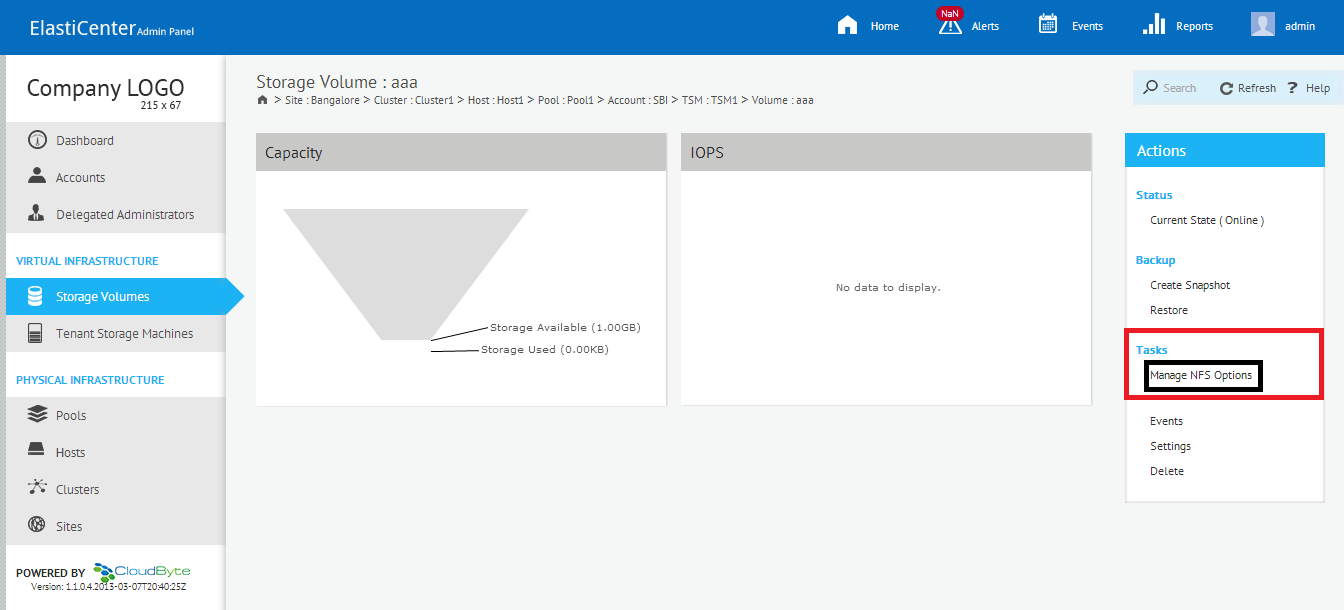 ElastiCenter Admin Panel
Home
NaN
Alerts
Events
Reports
admin
Company LOGO
215 x 67
Dashboard
Accounts
Delegated Administrators
VIRTUAL INFRASTRUCTURE
Storage Volumes
Tenant Storage Machines
PHYSICAL INFRASTRUCTURE
Pools
Hosts
Clusters
Sites
POWERED BY CloudByte
Version: 1.1.0.4.2013-03-07T20:40:25Z
Storage Volume : aaa
> Site : Bangalore > Cluster : Cluster1 > Host : Host1 > Pool : Pool1 > Account : SBI > TSM : TSM1 > Volume : aaa
Search
Refresh
? Help
Capacity
Storage Available (1.00GB)
Storage Used (0.00KB)
IOPS
No data to display.
Actions
Status
Current State ( Online )
Backup
Create Snapshot
Restore
Tasks
Manage NFS Options
Events
Settings
Delete